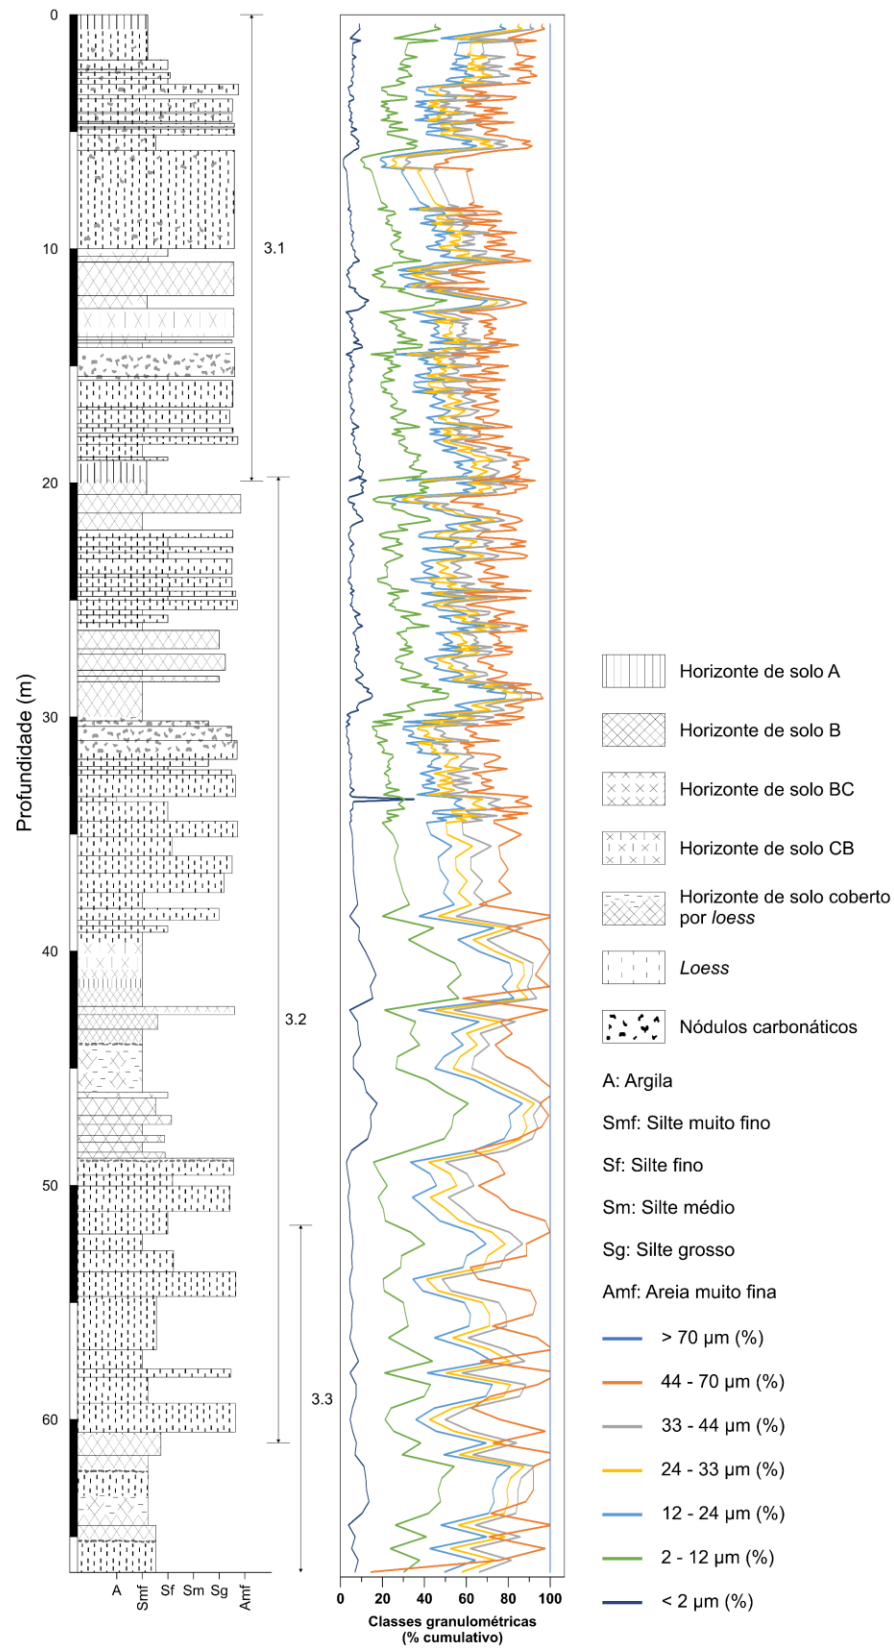 Profundidade (m)
0
10
20
30
40
50
60
A
Smf
Sf
Sm
Sg
Amf
3.1
3.2
3.3
0
20
40
60
80
100
Classes granulométricas
(% cumulativo)
Horizonte de solo A
Horizonte de solo B
Horizonte de solo BC
Horizonte de solo CB
Horizonte de solo coberto
por loess
Loess
Nódulos carbonáticos
A: Argila
Smf: Silte muito fino
Sf: Silte fino
Sm: Silte médio
Sg: Silte grosso
Amf: Areia muito fina
> 70 µm (%)
44 - 70 µm (%)
33 - 44 µm (%)
24 - 33 µm (%)
12 - 24 µm (%)
2 - 12 µm (%)
< 2 µm (%)